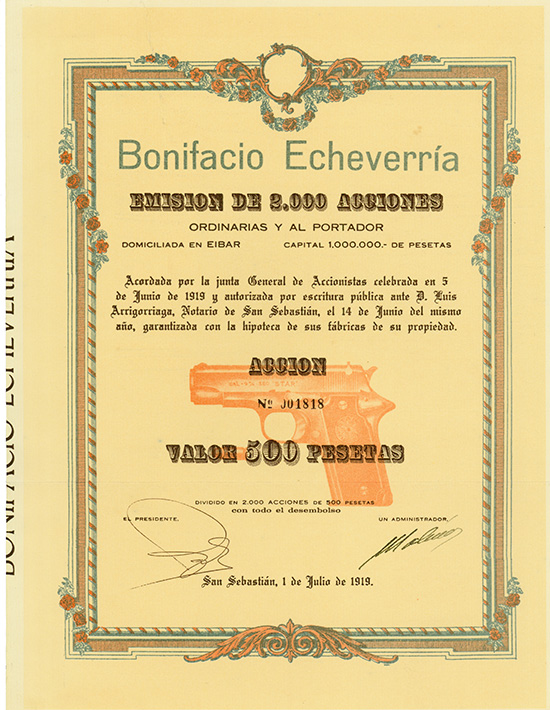 Bonifacio Echeverría
EMISION DE 2.000 ACCIONES
ORDINARIAS Y AL PORTADOR
DOMICILIADA EN EIBAR CAPITAL 1.000.000.- DE PESETAS
Acordada por la junta General de Accionistas celebrada en 5
de Junio de 1919 y autorizada por escritura pública ante D. Luis
Arrigorriaga, Notario de San Sebastián, el 14 de Junio del mismo
año, garantizada con la hipoteca de sus fábricas de su propiedad.
ACCION
Nº J01818
VALOR 500 PESETAS
DIVIDIDO EN 2.000 ACCIONES DE 500 PESETAS
con todo el desembolso
EL PRESIDENTE, UN ADMINISTRADOR,
San Sebastián, 1 de Julio de 1919.
BONIFACIO ECHEVERRIA